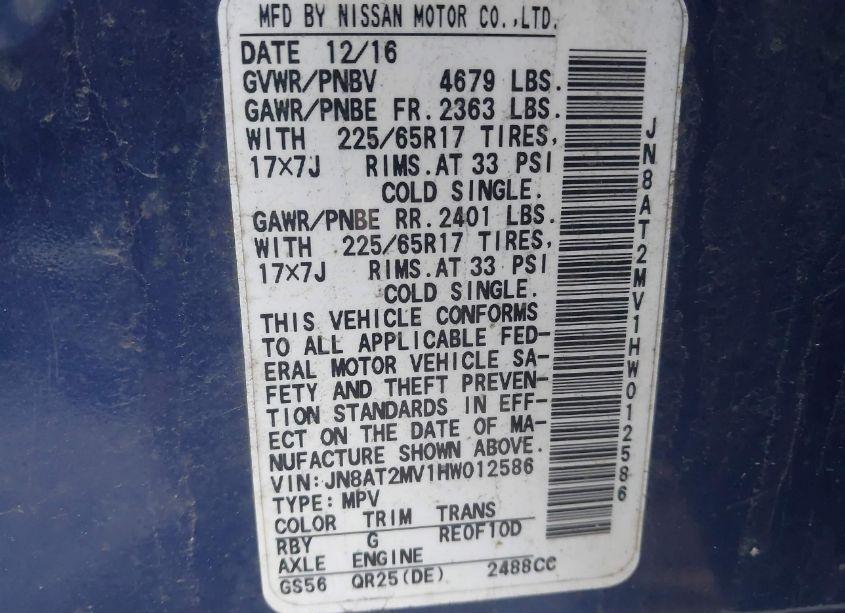 MFD BY NISSAN MOTOR CO.,LTD.
DATE 12/16
GVWR/PNBV 4679 LBS.
GAWR/PNBE FR. 2363 LBS.
WITH 225/65R17 TIRES,
17×7J RIMS.AT 33 PSI
COLD SINGLE.
GAWR/PNBE RR. 2401 LBS.
WITH 225/65R17 TIRES,
17×7J RIMS.AT 33 PSI
COLD SINGLE.
THIS VEHICLE CONFORMS
TO ALL APPLICABLE FED-
ERAL MOTOR VEHICLE SA-
FETY AND THEFT PREVEN-
TION STANDARDS IN EFF-
ECT ON THE DATE OF MA-
NUFACTURE SHOWN ABOVE.
VIN:JN8AT2MV1HW012586
TYPE:MPV
COLOR TRIM TRANS
RBY G RE0F10D
AXLE ENGINE
GS56 QR25(DE) 2488CC
JN8AT2MV1HW012586